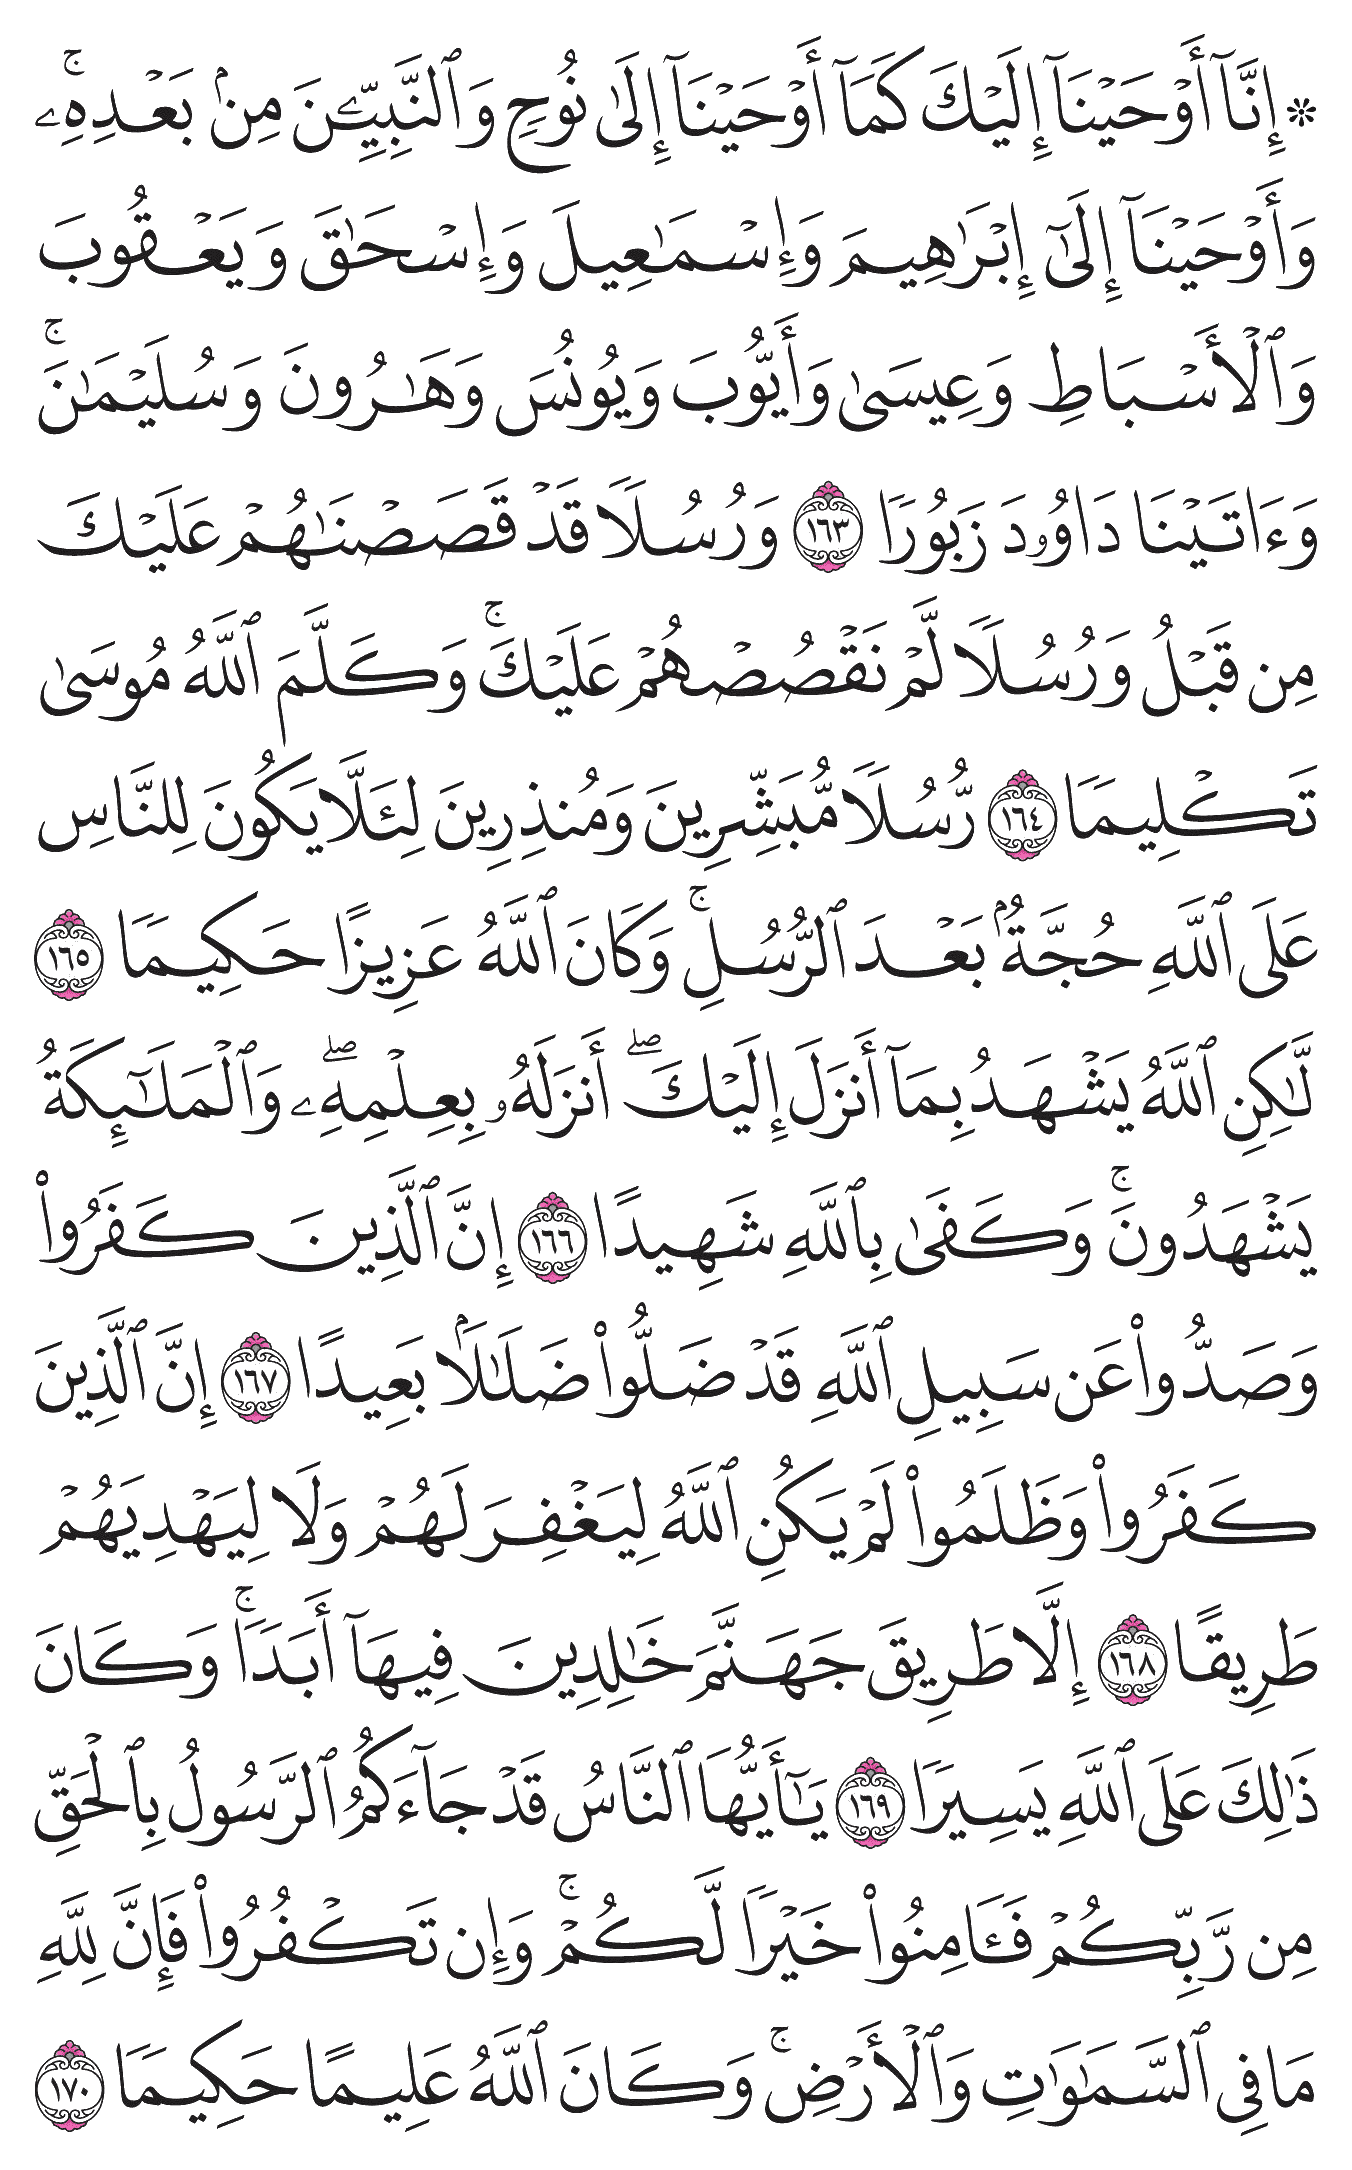 ۞ إِنَّآ أَوۡحَيۡنَآ إِلَيۡكَ كَمَآ أَوۡحَيۡنَآ إِلَىٰ نُوحٖ وَٱلنَّبِيِّـۧنَ مِنۢ بَعۡدِهِۦۚ
وَأَوۡحَيۡنَآ إِلَىٰٓ إِبۡرَٰهِيمَ وَإِسۡمَٰعِيلَ وَإِسۡحَٰقَ وَيَعۡقُوبَ
وَٱلۡأَسۡبَاطِ وَعِيسَىٰ وَأَيُّوبَ وَيُونُسَ وَهَٰرُونَ وَسُلَيۡمَٰنَۚ
وَءَاتَيۡنَا دَاوُۥدَ زَبُورٗا ١٦٣ وَرُسُلٗا قَدۡ قَصَصۡنَٰهُمۡ عَلَيۡكَ
مِن قَبۡلُ وَرُسُلٗا لَّمۡ نَقۡصُصۡهُمۡ عَلَيۡكَۚ وَكَلَّمَ ٱللَّهُ مُوسَىٰ
تَكۡلِيمٗا ١٦٤ رُّسُلٗا مُّبَشِّرِينَ وَمُنذِرِينَ لِئَلَّا يَكُونَ لِلنَّاسِ
عَلَى ٱللَّهِ حُجَّةُۢ بَعۡدَ ٱلرُّسُلِۚ وَكَانَ ٱللَّهُ عَزِيزًا حَكِيمٗا ١٦٥
لَّٰكِنِ ٱللَّهُ يَشۡهَدُ بِمَآ أَنزَلَ إِلَيۡكَۖ أَنزَلَهُۥ بِعِلۡمِهِۦۖ وَٱلۡمَلَٰٓئِكَةُ
يَشۡهَدُونَۚ وَكَفَىٰ بِٱللَّهِ شَهِيدًا ١٦٦ إِنَّ ٱلَّذِينَ كَفَرُواْ
وَصَدُّواْ عَن سَبِيلِ ٱللَّهِ قَدۡ ضَلُّواْ ضَلَٰلَۢا بَعِيدًا ١٦٧ إِنَّ ٱلَّذِينَ
كَفَرُواْ وَظَلَمُواْ لَمۡ يَكُنِ ٱللَّهُ لِيَغۡفِرَ لَهُمۡ وَلَا لِيَهۡدِيَهُمۡ
طَرِيقًا ١٦٨ إِلَّا طَرِيقَ جَهَنَّمَ خَٰلِدِينَ فِيهَآ أَبَدٗاۚ وَكَانَ
ذَٰلِكَ عَلَى ٱللَّهِ يَسِيرٗا ١٦٩ يَٰٓأَيُّهَا ٱلنَّاسُ قَدۡ جَآءَكُمُ ٱلرَّسُولُ بِٱلۡحَقِّ
مِن رَّبِّكُمۡ فَـَٔامِنُواْ خَيۡرٗا لَّكُمۡۚ وَإِن تَكۡفُرُواْ فَإِنَّ لِلَّهِ
مَا فِي ٱلسَّمَٰوَٰتِ وَٱلۡأَرۡضِۚ وَكَانَ ٱللَّهُ عَلِيمًا حَكِيمٗا ١٧٠